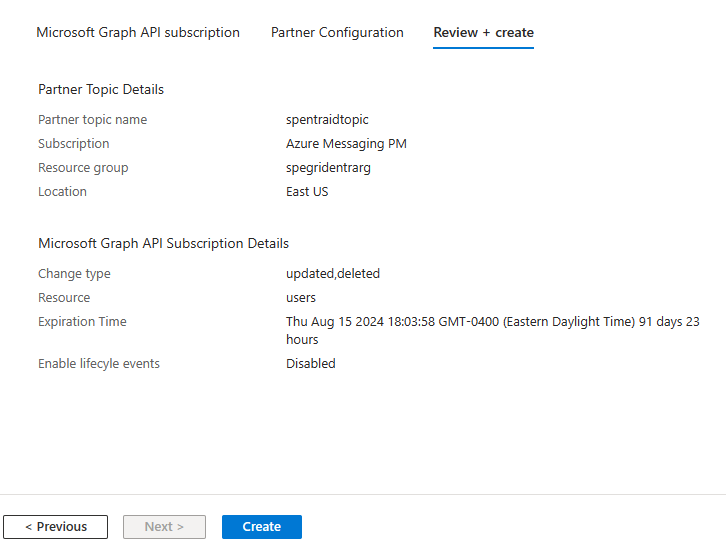 Microsoft Graph API subscription Partner Configuration Review + create
Partner Topic Details
Partner topic name spentraidtopic
Subscription Azure Messaging PM
Resource group spegridentrarg
Location East US
Microsoft Graph API Subscription Details
Change type updated,deleted
Resource users
Expiration Time Thu Aug 15 2024 18:03:58 GMT-0400 (Eastern Daylight Time) 91 days 23
hours
Enable lifecyle events Disabled
< Previous Next > Create